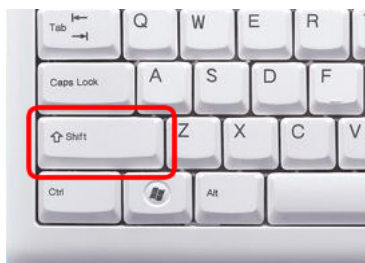 Tab Q W E R
Caps Lock A S D F
Shift Z X C V
Ctrl Alt